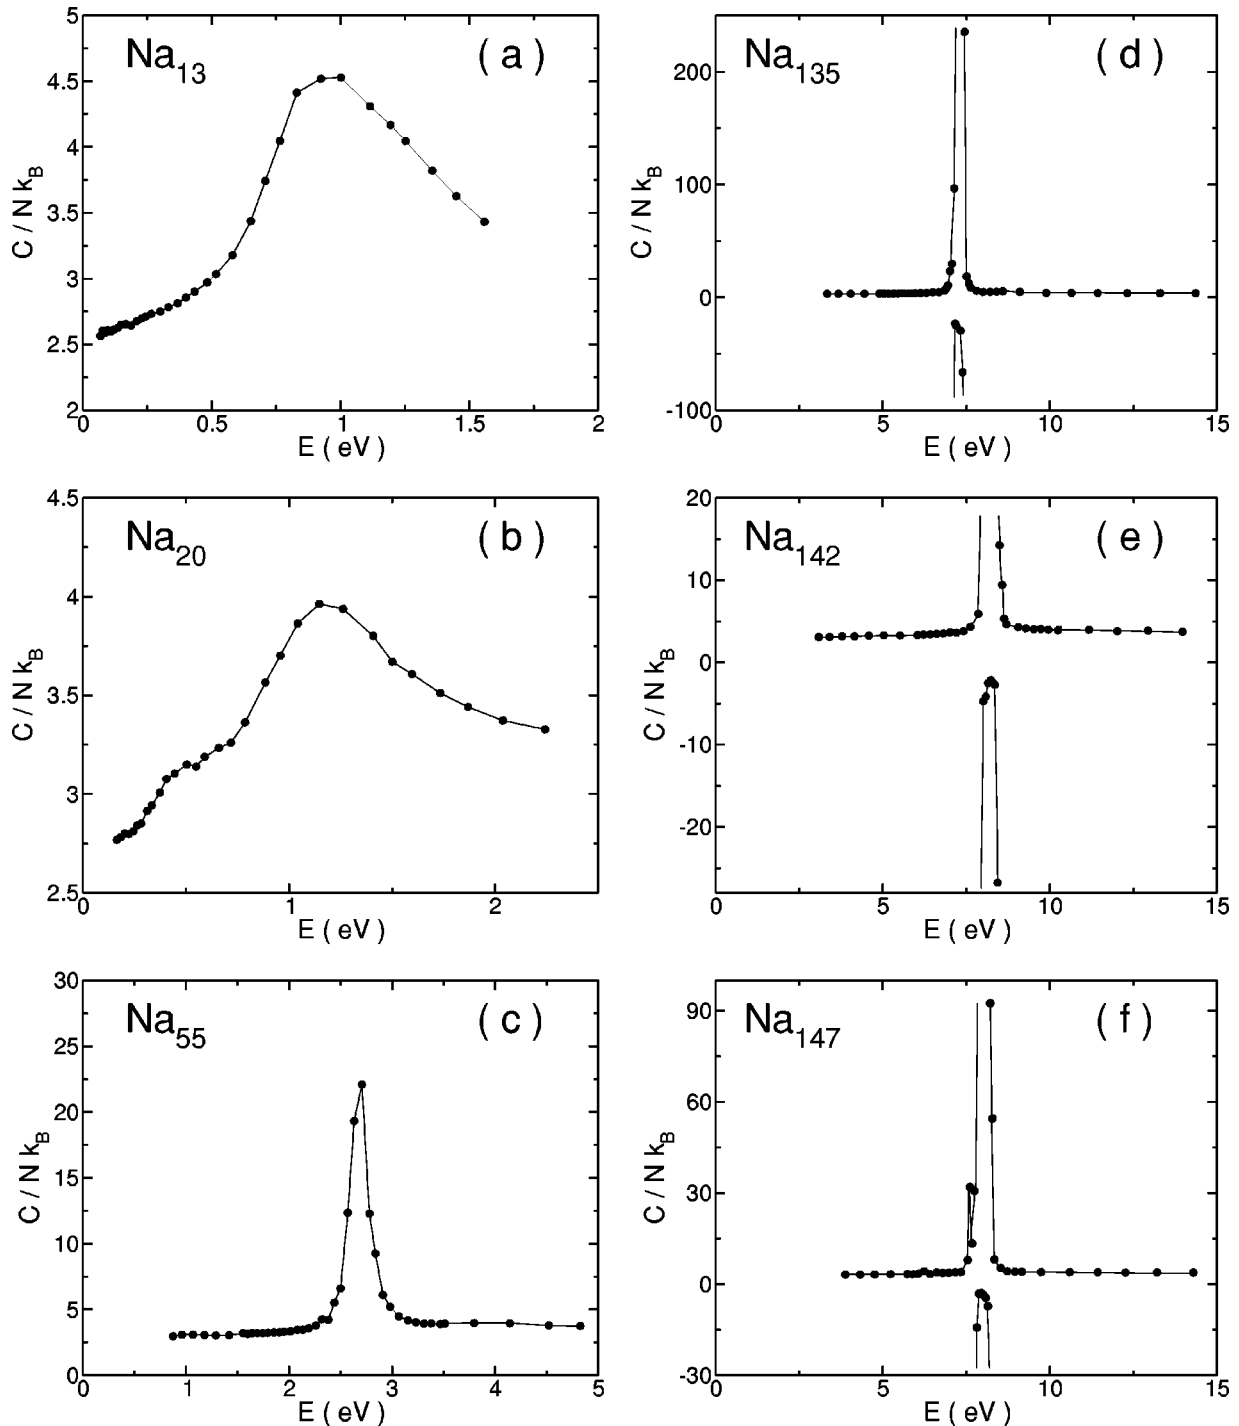 Na13 ( a )
5
4.5
4
3.5
3
2.5
2
C / N kB
0.5 1 1.5 2
E ( eV )
Na20 ( b )
4.5
4
3.5
3
2.5
C / N kB
0 1 2
E ( eV )
Na55 ( c )
30
25
20
15
10
5
0
C / N kB
0 1 2 3 4 5
E ( eV )
Na135 ( d )
200
100
0
-100
C / N kB
0 5 10 15
E ( eV )
Na142 ( e )
20
10
0
-10
-20
C / N kB
0 5 10 15
E ( eV )
Na147 ( f )
90
60
30
0
-30
C / N kB
0 5 10 15
E ( eV )